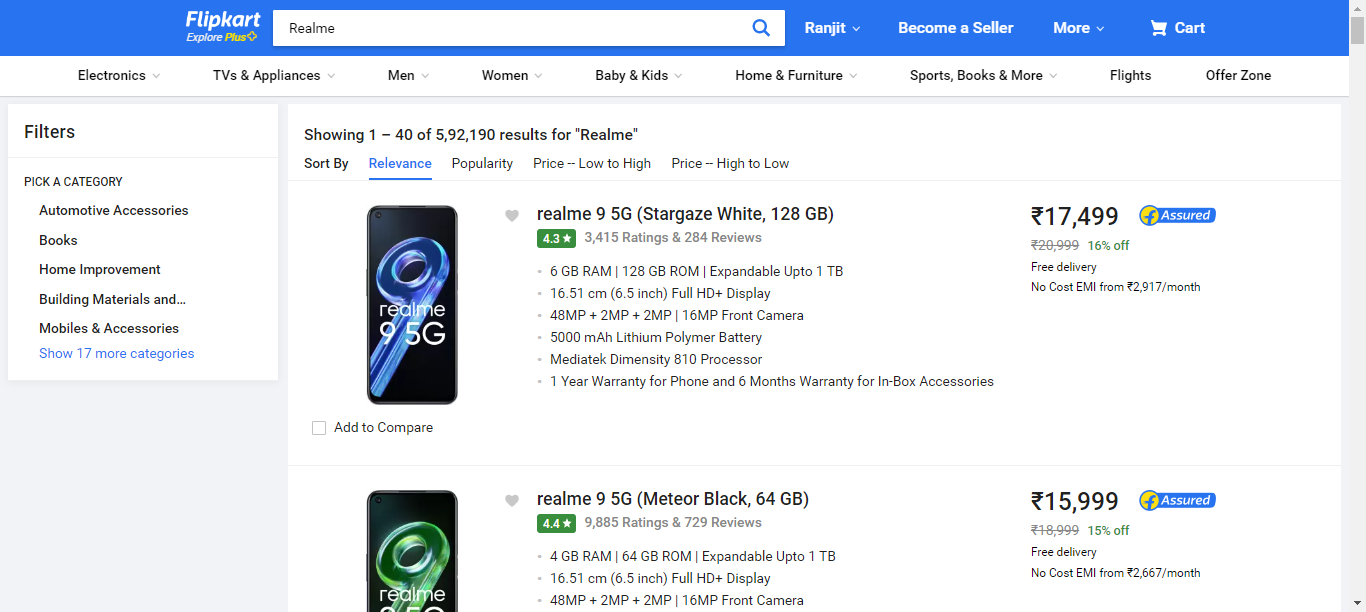 Flipkart
Explore Plus
Realme
Ranjit
Become a Seller
More
Cart
Electronics
TVs & Appliances
Men
Women
Baby & Kids
Home & Furniture
Sports, Books & More
Flights
Offer Zone
Filters
PICK A CATEGORY
Automotive Accessories
Books
Home Improvement
Building Materials and...
Mobiles & Accessories
Show 17 more categories
Showing 1 – 40 of 5,92,190 results for "Realme"
Sort By Relevance Popularity Price -- Low to High Price -- High to Low
realme
9 5G
Add to Compare
realme 9 5G (Stargaze White, 128 GB)
4.3 3,415 Ratings & 284 Reviews
6 GB RAM | 128 GB ROM | Expandable Upto 1 TB
16.51 cm (6.5 inch) Full HD+ Display
48MP + 2MP + 2MP | 16MP Front Camera
5000 mAh Lithium Polymer Battery
Mediatek Dimensity 810 Processor
1 Year Warranty for Phone and 6 Months Warranty for In-Box Accessories
₹17,499 Assured
₹20,999 16% off
Free delivery
No Cost EMI from ₹2,917/month
realme
9 5G
realme 9 5G (Meteor Black, 64 GB)
4.4 9,885 Ratings & 729 Reviews
4 GB RAM | 64 GB ROM | Expandable Upto 1 TB
16.51 cm (6.5 inch) Full HD+ Display
48MP + 2MP + 2MP | 16MP Front Camera
₹15,999 Assured
₹18,999 15% off
Free delivery
No Cost EMI from ₹2,667/month